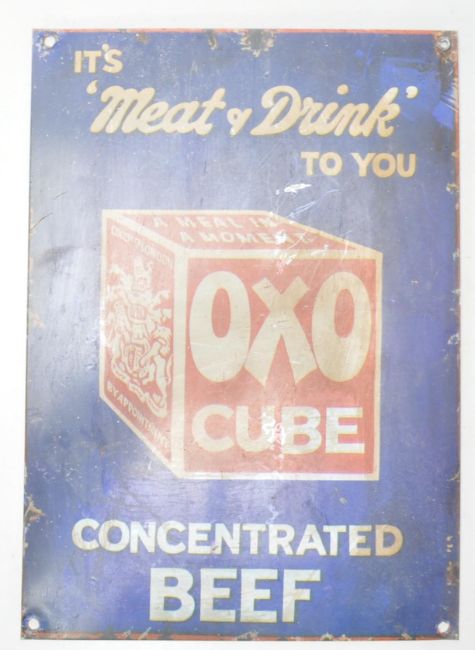 IT'S
'Meat & Drink'
TO YOU
A MEAL IN
A MOMENT
OXO
CUBE
BY APPOINTMENT
CONCENTRATED
BEEF